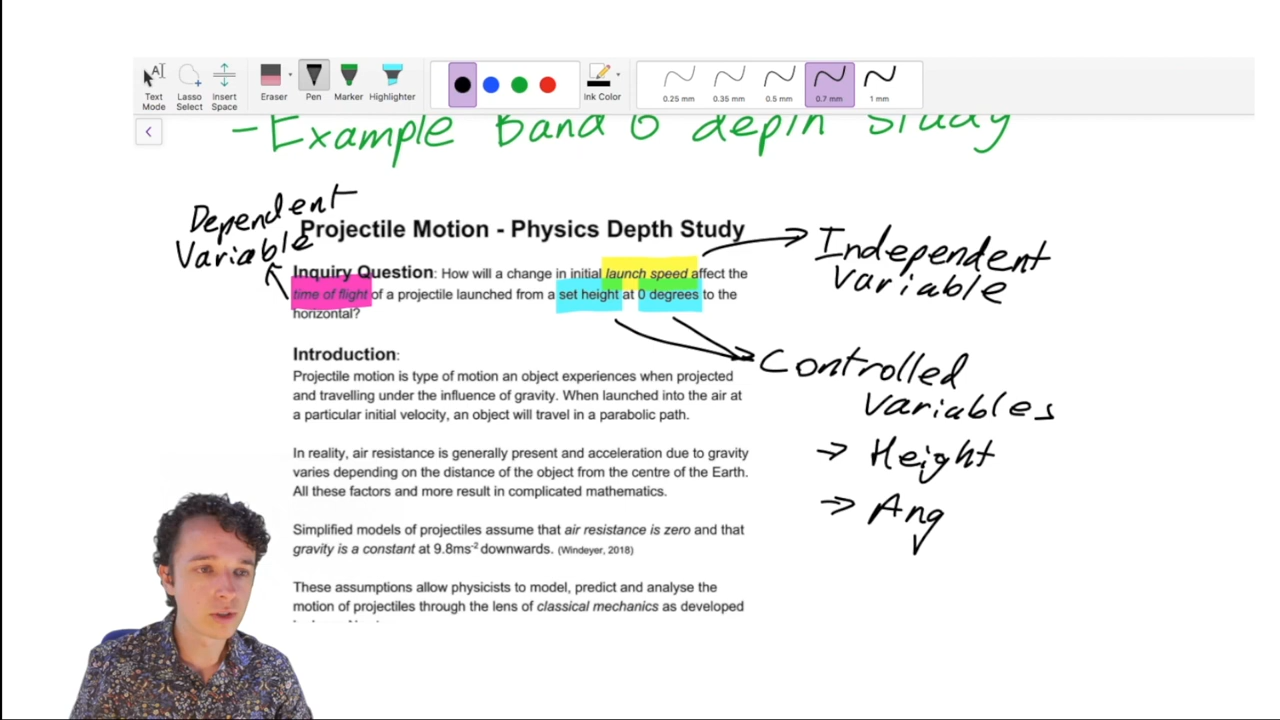 Text Mode
Lasso Select
Insert Space
Eraser
Pen
Marker
Highlighter
Ink Color
0.25 mm
0.35 mm
0.5 mm
0.7 mm
1 mm
- Example Band 6 depth study
Dependent
Variable
Projectile Motion - Physics Depth Study
Inquiry Question: How will a change in initial launch speed affect the
time of flight of a projectile launched from a set height at 0 degrees to the
horizontal?
Independent
Variable
Introduction:
Projectile motion is type of motion an object experiences when projected
and travelling under the influence of gravity. When launched into the air at
a particular initial velocity, an object will travel in a parabolic path.
Controlled
Variables
→ Height
→ Ang
In reality, air resistance is generally present and acceleration due to gravity
varies depending on the distance of the object from the centre of the Earth.
All these factors and more result in complicated mathematics.
Simplified models of projectiles assume that air resistance is zero and that
gravity is a constant at 9.8ms⁻² downwards. (Windeyer, 2018)
These assumptions allow physicists to model, predict and analyse the
motion of projectiles through the lens of classical mechanics as developed